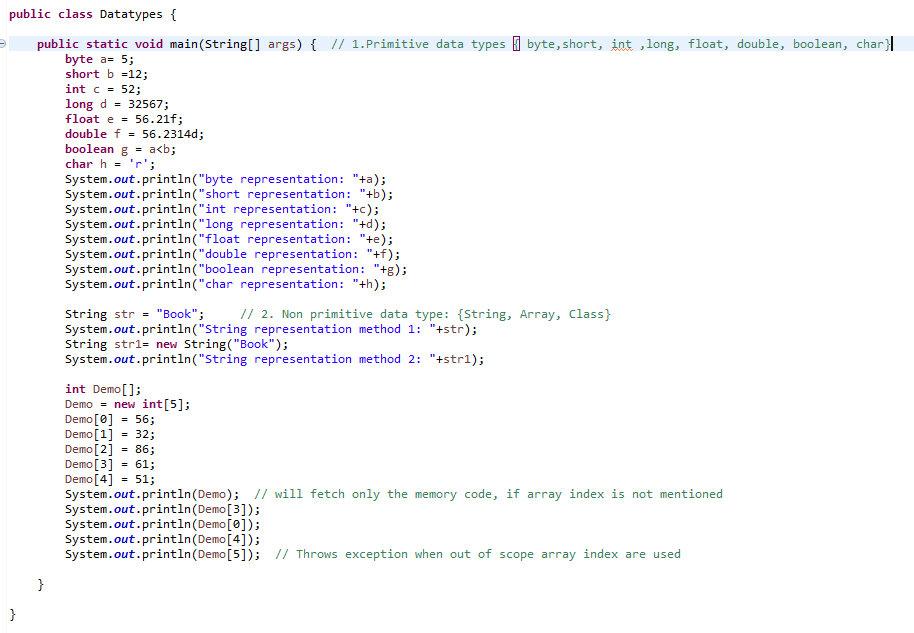 public class Datatypes {
public static void main(String[] args) {  // 1.Primitive data types { byte,short, int ,long, float, double, boolean, char}
byte a= 5;
short b =12;
int c = 52;
long d = 32567;
float e = 56.21f;
double f = 56.2314d;
boolean g = a<b;
char h = 'r';
System.out.println("byte representation: "+a);
System.out.println("short representation: "+b);
System.out.println("int representation: "+c);
System.out.println("long representation: "+d);
System.out.println("float representation: "+e);
System.out.println("double representation: "+f);
System.out.println("boolean representation: "+g);
System.out.println("char representation: "+h);
String str = "Book";     // 2. Non primitive data type: {String, Array, Class}
System.out.println("String representation method 1: "+str);
String str1= new String("Book");
System.out.println("String representation method 2: "+str1);
int Demo[];
Demo = new int[5];
Demo[0] = 56;
Demo[1] = 32;
Demo[2] = 86;
Demo[3] = 61;
Demo[4] = 51;
System.out.println(Demo);  // will fetch only the memory code, if array index is not mentioned
System.out.println(Demo[3]);
System.out.println(Demo[0]);
System.out.println(Demo[4]);
System.out.println(Demo[5]);  // Throws exception when out of scope array index are used
}
}